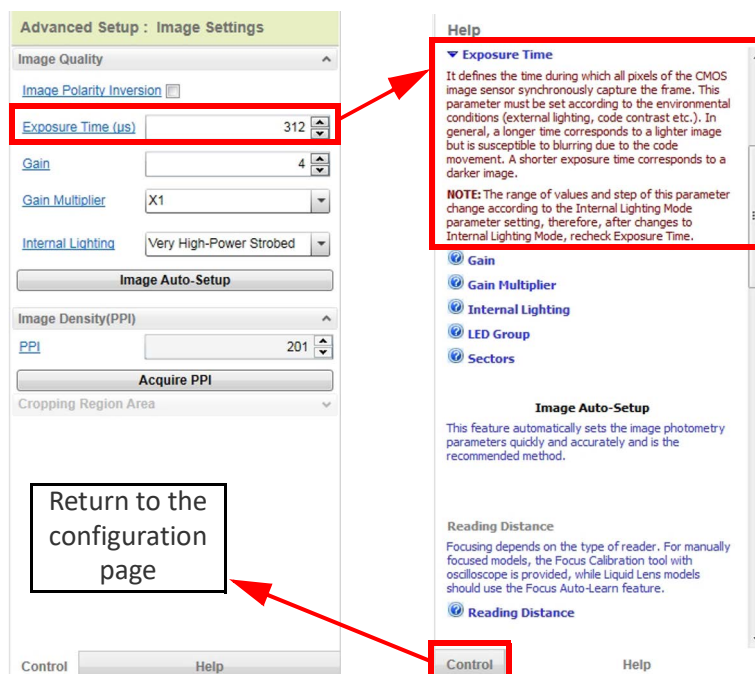 Advanced Setup : Image Settings
Image Quality
Image Polarity Inversion
Exposure Time (µs) 312
Gain 4
Gain Multiplier X1
Internal Lighting Very High-Power Strobed
Image Auto-Setup
Image Density(PPI)
PPI 201
Acquire PPI
Cropping Region Area
Return to the
configuration
page
Control Help
Help
Exposure Time
It defines the time during which all pixels of the CMOS
image sensor synchronously capture the frame. This
parameter must be set according to the environmental
conditions (external lighting, code contrast etc.). In
general, a longer time corresponds to a lighter image
but is susceptible to blurring due to the code
movement. A shorter exposure time corresponds to a
darker image.
NOTE: The range of values and step of this parameter
change according to the Internal Lighting Mode
parameter setting, therefore, after changes to
Internal Lighting Mode, recheck Exposure Time.
Gain
Gain Multiplier
Internal Lighting
LED Group
Sectors
Image Auto-Setup
This feature automatically sets the image photometry
parameters quickly and accurately and is the
recommended method.
Reading Distance
Focusing depends on the type of reader. For manually
focused models, the Focus Calibration tool with
oscilloscope is provided, while Liquid Lens models
should use the Focus Auto-Learn feature.
Reading Distance
Control Help